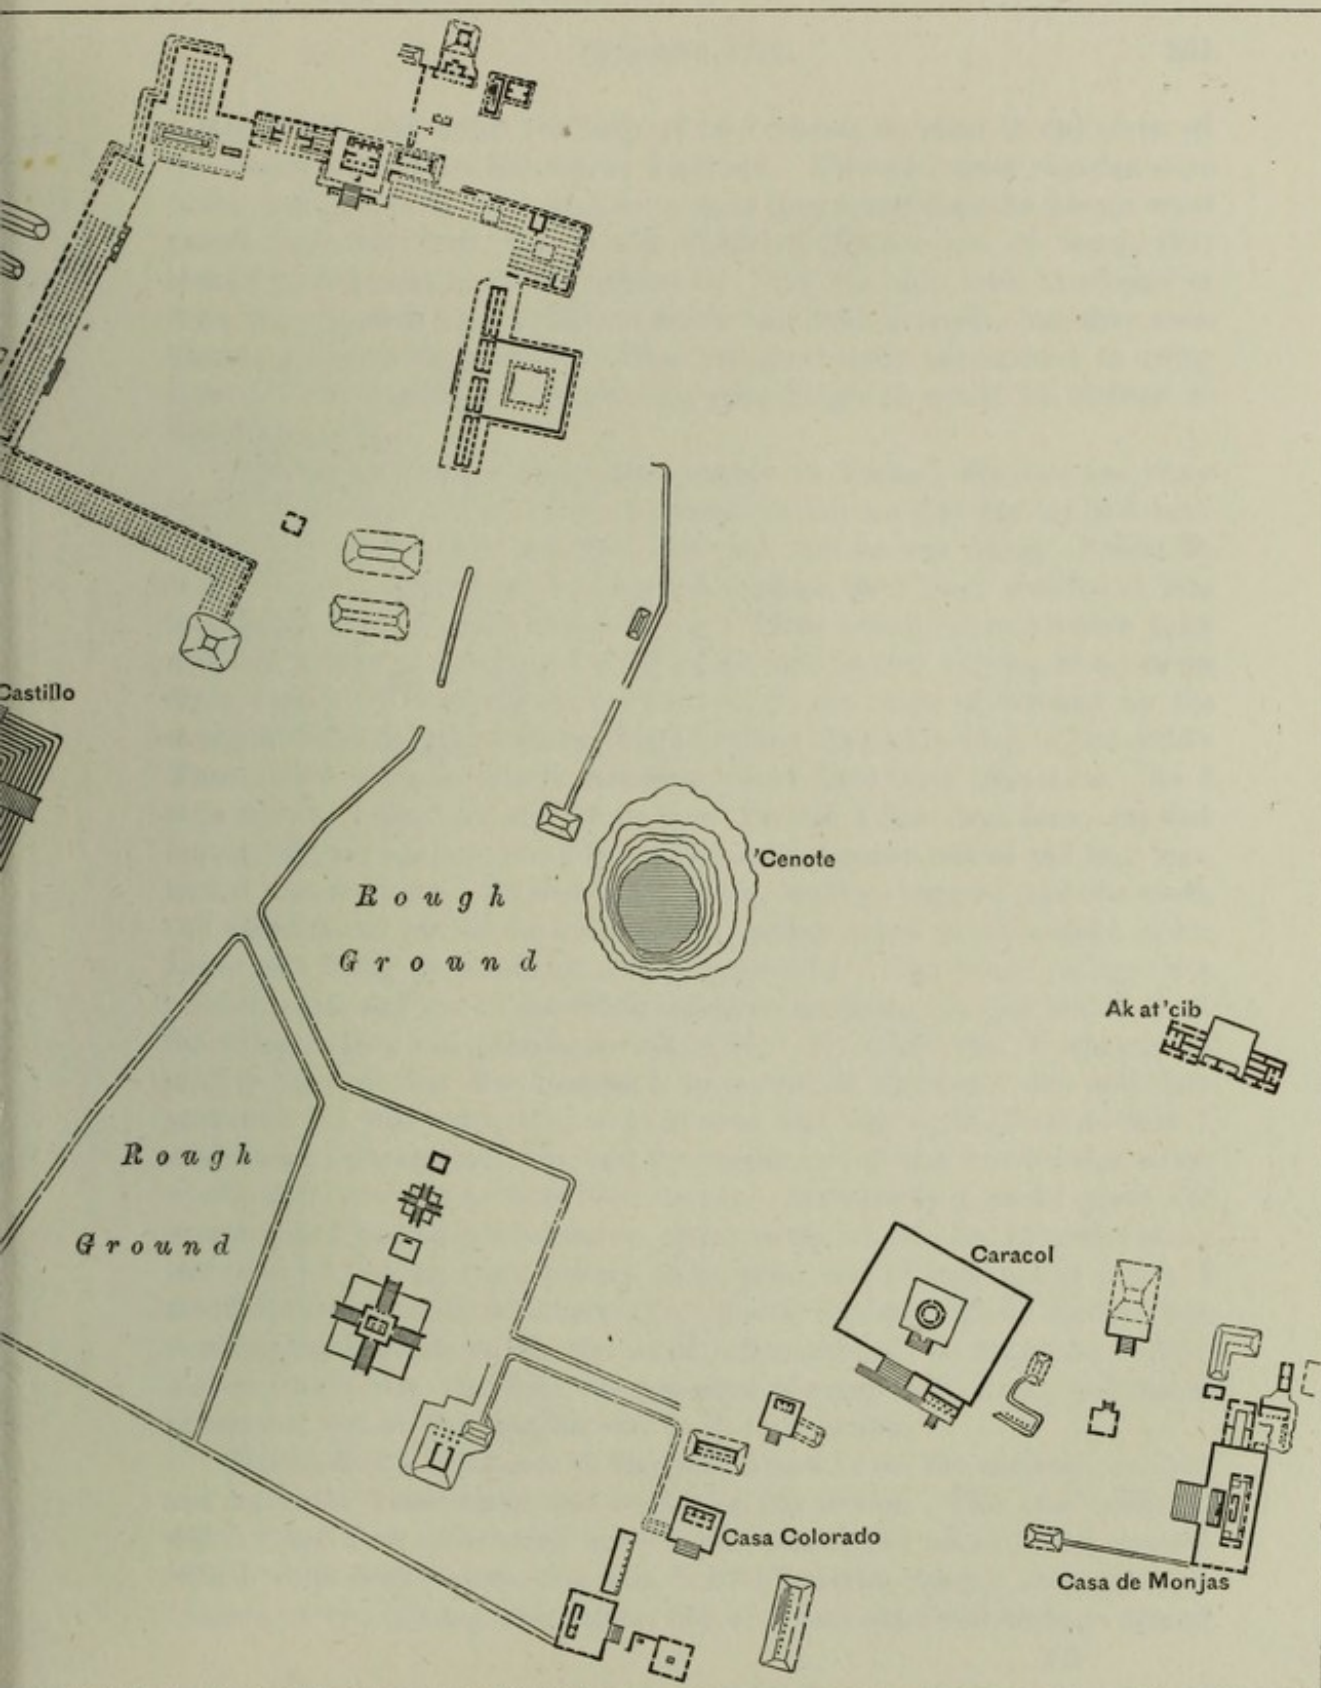 Castillo
'Cenote
Rough
Ground
Ak at'cib
Rough
Ground
Caracol
Casa Colorado
Casa de Monjas